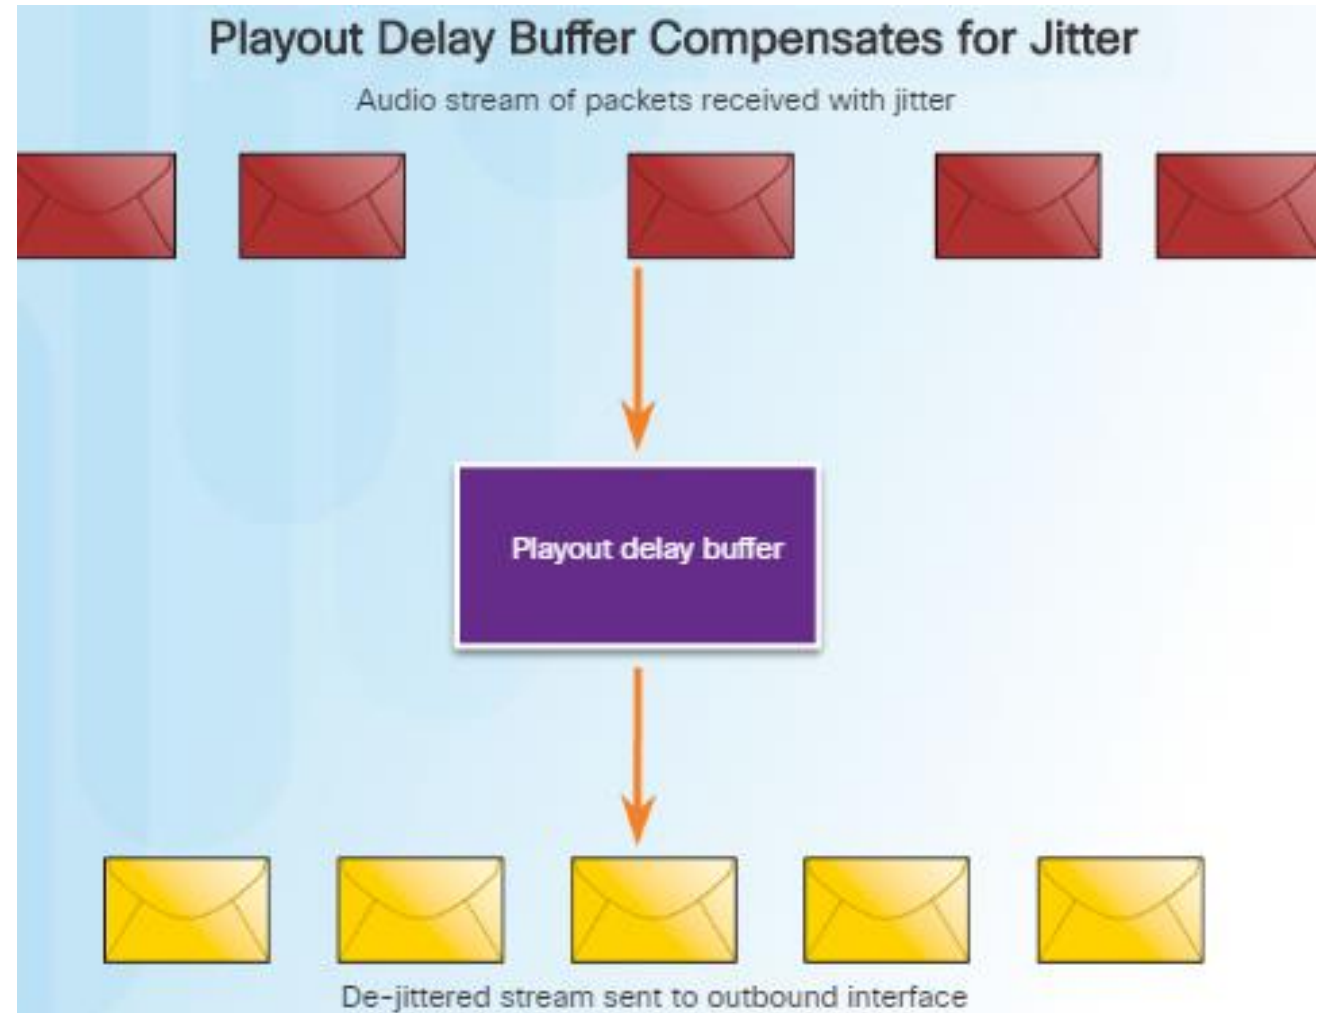 Playout Delay Buffer Compensates for Jitter
Audio stream of packets received with jitter
Playout delay buffer
De-jittered stream sent to outbound interface